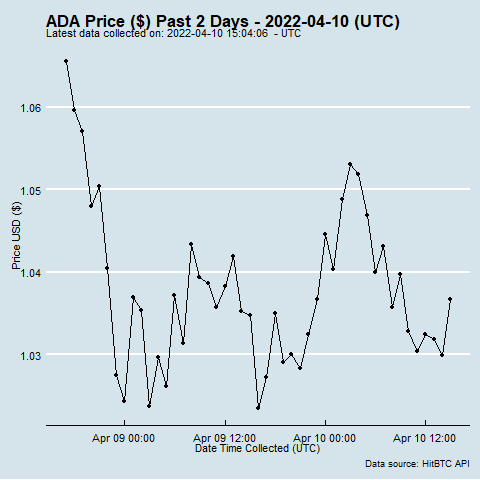 ADA Price ($) Past 2 Days - 2022-04-10 (UTC)
Latest data collected on: 2022-04-10 15:04:06 - UTC
1.06
1.05
1.04
1.03
Price USD ($)
Apr 09 00:00 Apr 09 12:00 Apr 10 00:00 Apr 10 12:00
Date Time Collected (UTC)
Data source: HitBTC API